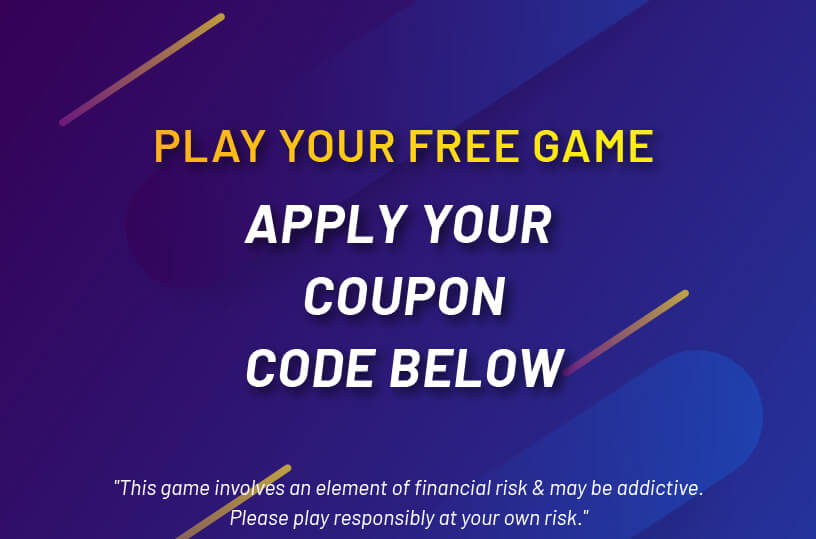 PLAY YOUR FREE GAME
APPLY YOUR
COUPON
CODE BELOW
"This game involves an element of financial risk & may be addictive.
Please play responsibly at your own risk."